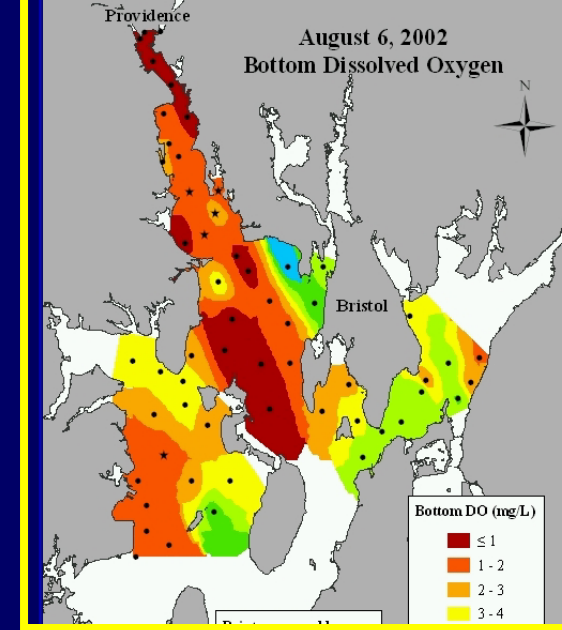 Providence
August 6, 2002
Bottom Dissolved Oxygen
N
Bristol
Bottom DO (mg/L)
≤ 1
1 - 2
2 - 3
3 - 4